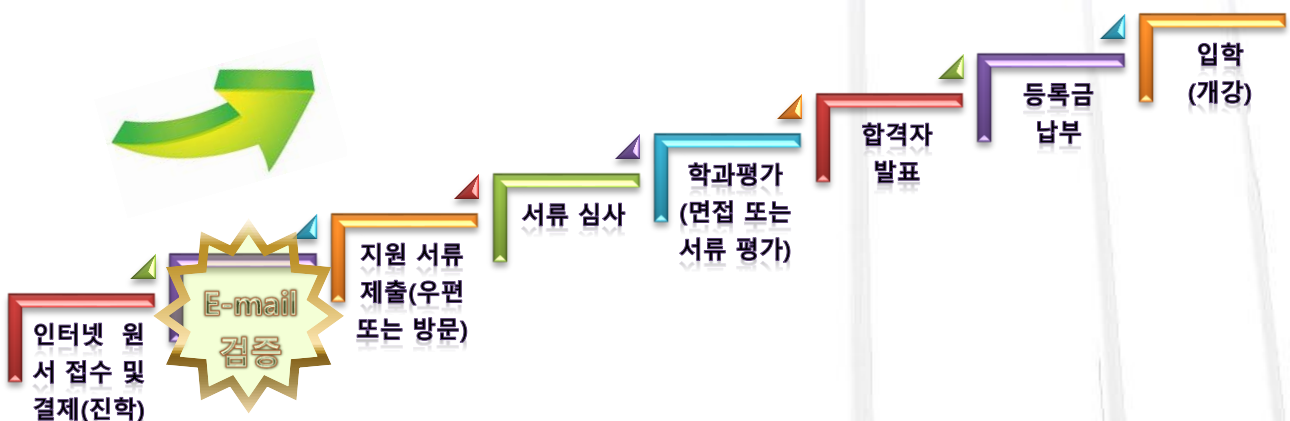 인터넷 원
서 접수 및
결제(진학)
E-mail
검증
지원 서류
제출(우편
또는 방문)
서류 심사
학과평가
(면접 또는
서류 평가)
합격자
발표
등록금
납부
입학
(개강)